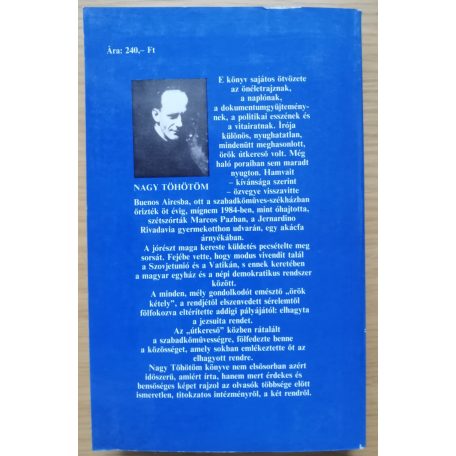 Ára: 240,– Ft
E könyv sajátos ötvözete
az önéletrajznak,
a naplónak,
a dokumentumgyűjtemény-
nek, a politikai esszének és
a vitairatnak. Írója
különös, nyughatatlan,
mindenütt meghasonlott,
örök útkereső volt. Még
haló poraiban sem maradt
nyugton. Hamvait
– kívánsága szerint
– özvegye visszavitte
NAGY TÖHÖTÖM
Buenos Airesba, ott a szabadkőműves-székházban
őrizték öt évig, mígnem 1984-ben, mint óhajtotta,
szétszórták Marcos Pazban, a Jernardino
Rivadavia gyermekotthon udvarán, egy akácfa
árnyékában.
A jórészt maga kereste küldetés pecsételte meg
sorsát. Fejébe vette, hogy modus vivendit talál
a Szovjetunió és a Vatikán, s ennek keretében
a magyar egyház és a népi demokratikus rendszer
között.
A minden, mély gondolkodót emésztő „örök
kétely", a rendjétől elszenvedett sérelemtől
fölfokozva eltérítette addigi pályájától: elhagyta
a jezsuita rendet.
Az „útkereső" közben rátalált
a szabadkőművességre, fölfedezte benne
a közösséget, amely sokban emlékeztette őt az
elhagyott rendre.
Nagy Töhötöm könyve nem elsősorban azért
időszerű, amiért írta, hanem mert érdekes és
bensőséges képet rajzol az olvasók többsége előtt
ismeretlen, titokzatos intézményről, a két rendről.